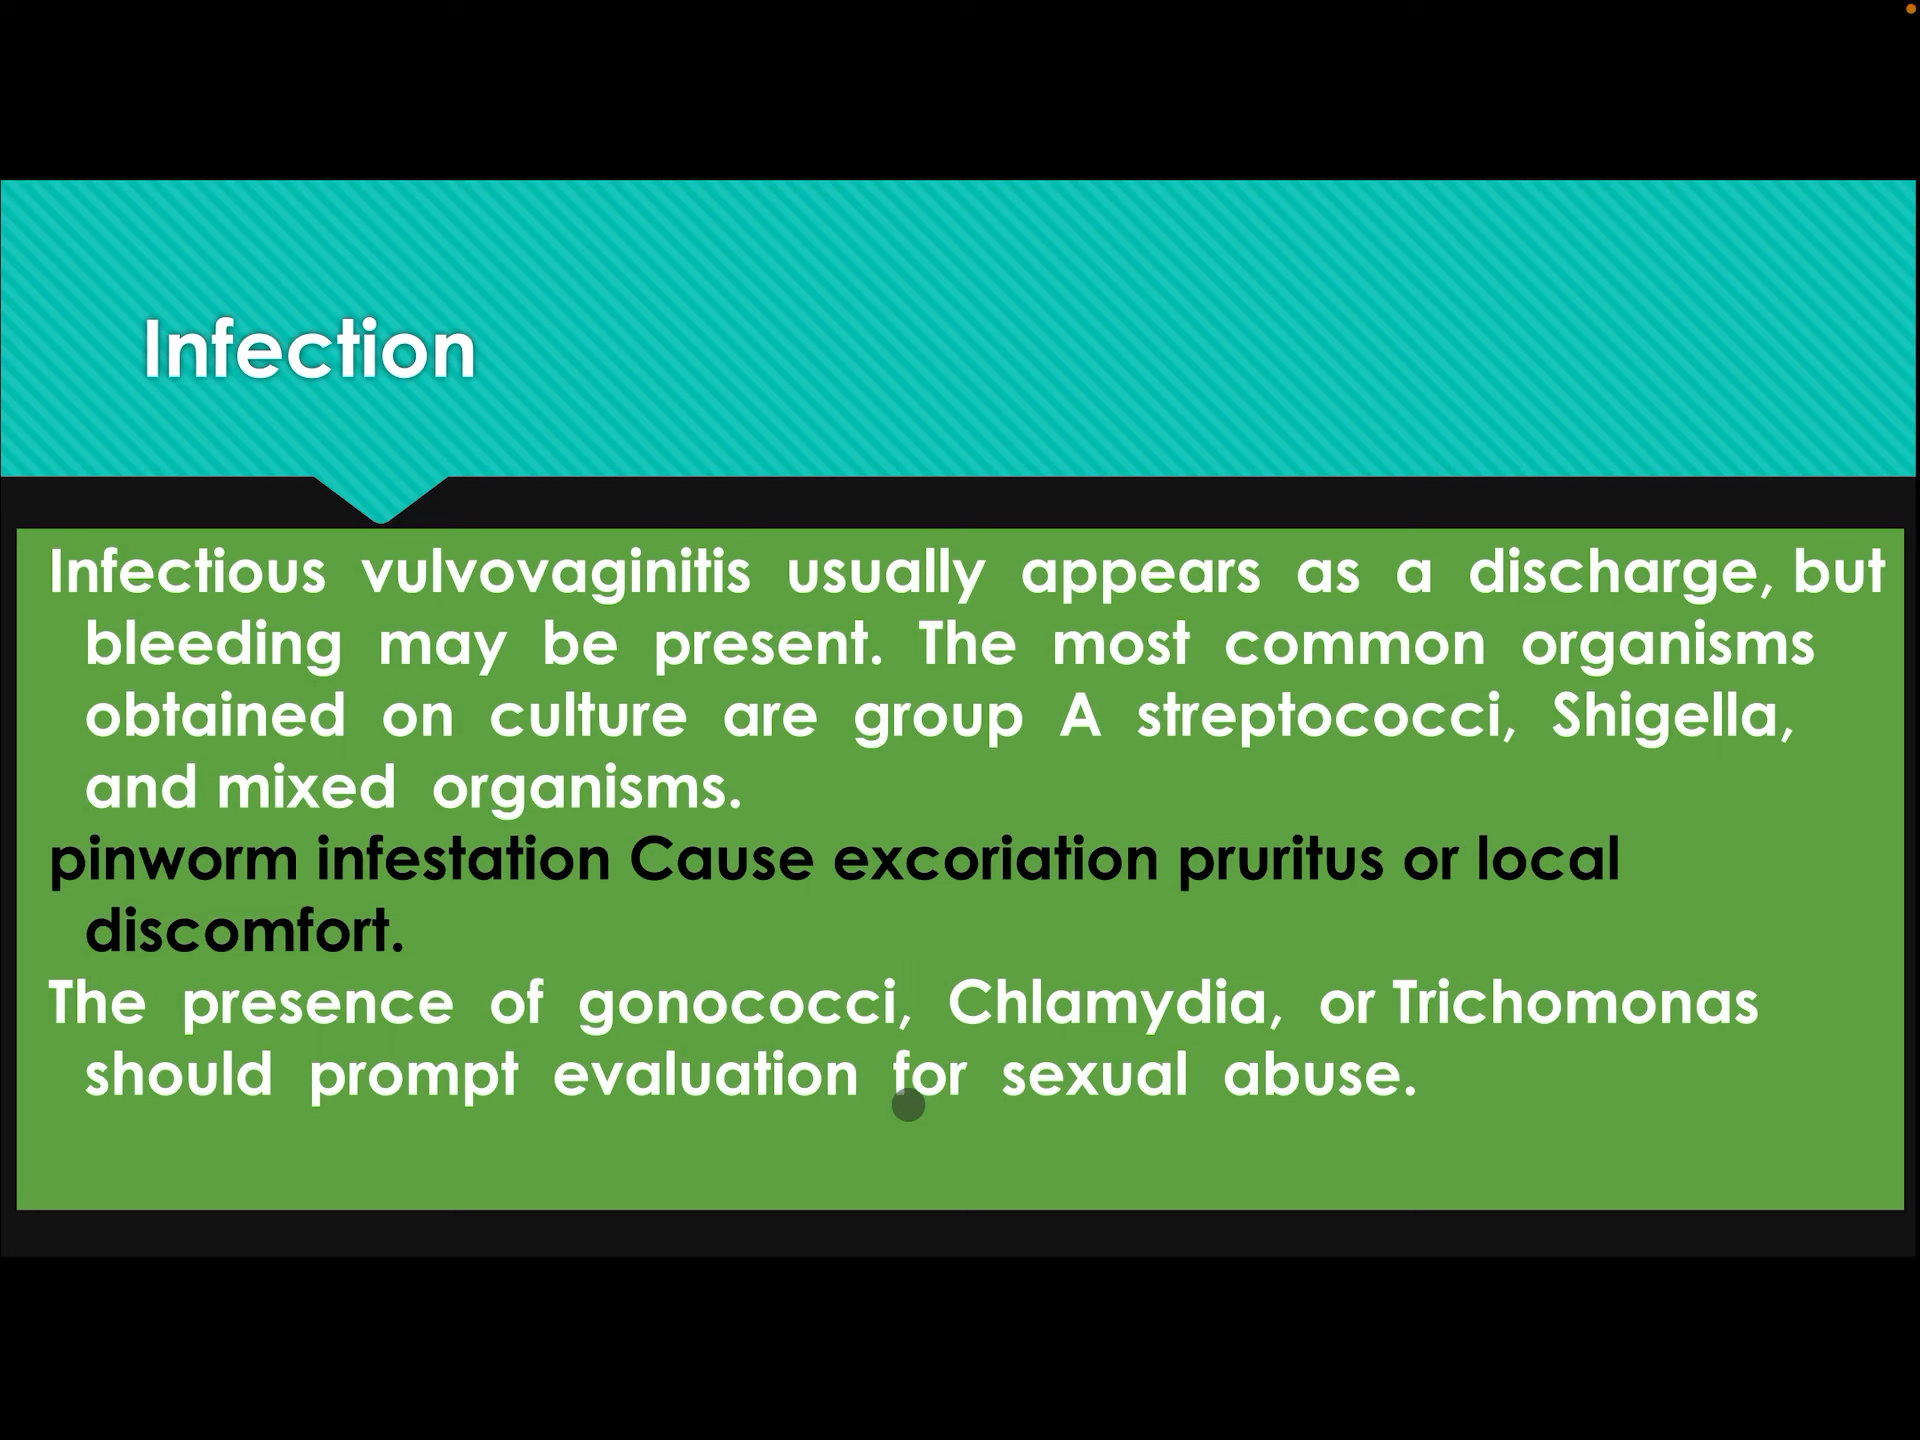 Infection
Infectious vulvovaginitis usually appears as a discharge, but
bleeding may be present. The most common organisms
obtained on culture are group A streptococci, Shigella,
and mixed organisms.
pinworm infestation Cause excoriation pruritus or local
discomfort.
The presence of gonococci, Chlamydia, or Trichomonas
should prompt evaluation for sexual abuse.